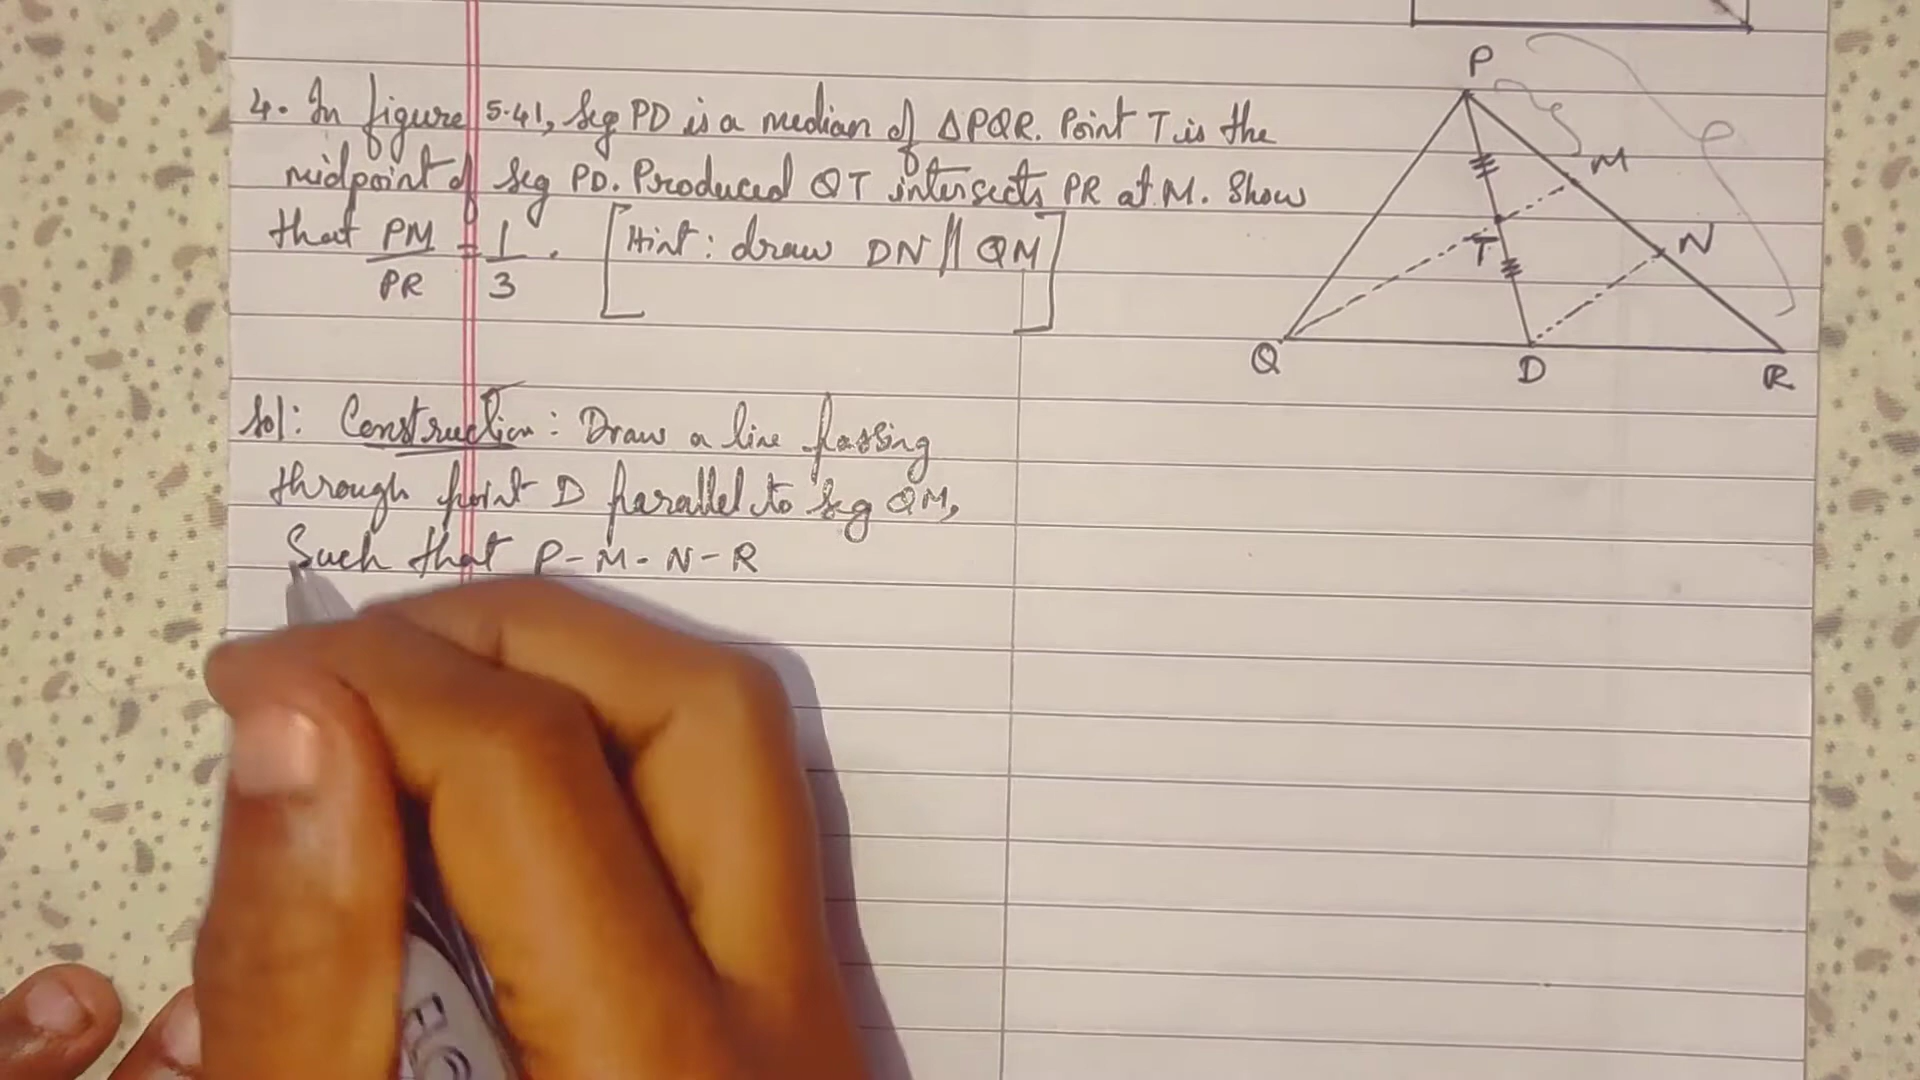 4. In figure 5.41, seg PD is a median of △PQR. Point T is the
midpoint of seg PD. Produced QT intersects PR at M. Show
that PM/PR = 1/3. [Hint: draw DN || QM]
P
M
N
T
Q
D
R
Sol: Construction: Draw a line passing
through point D parallel to seg QM,
Such that P-M-N-R